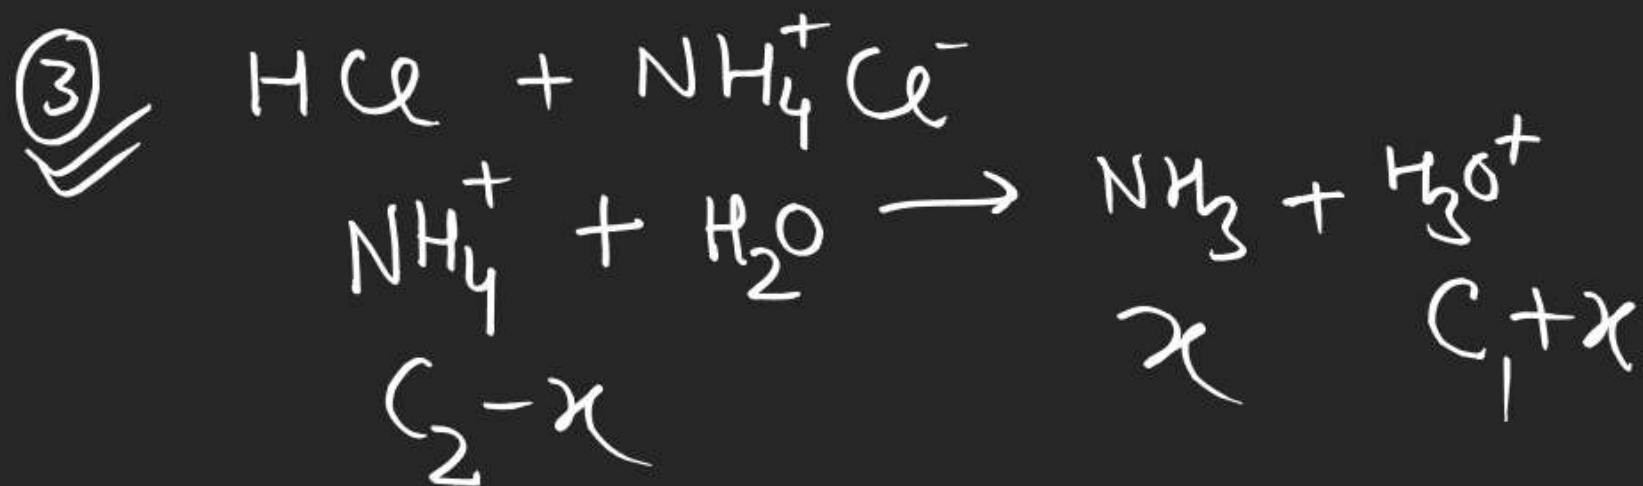 ③ HCl + NH₄⁺Cl⁻
NH₄⁺ + H₂O ⟶ NH₃ + H₃O⁺
C₂-x x C₁+x